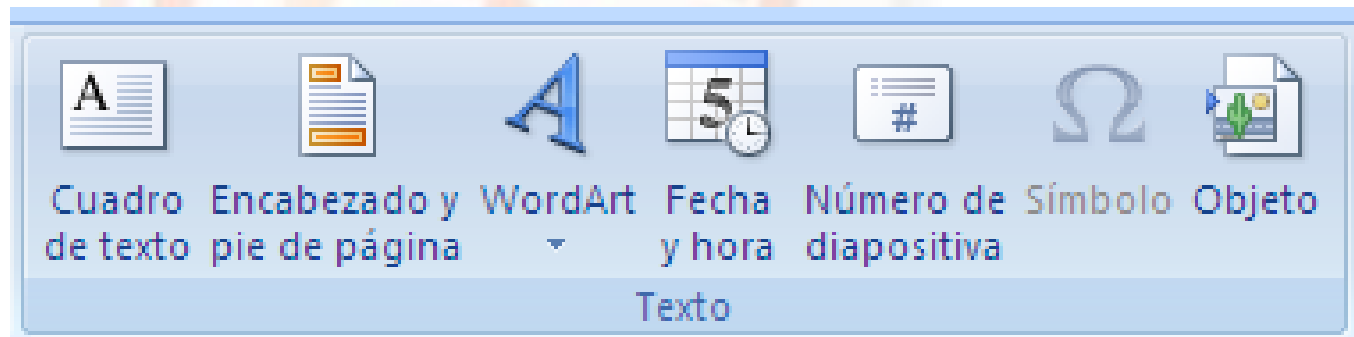 Cuadro
de texto
Encabezado y
pie de página
WordArt
Fecha
y hora
Número de
diapositiva
Símbolo
Objeto
Texto